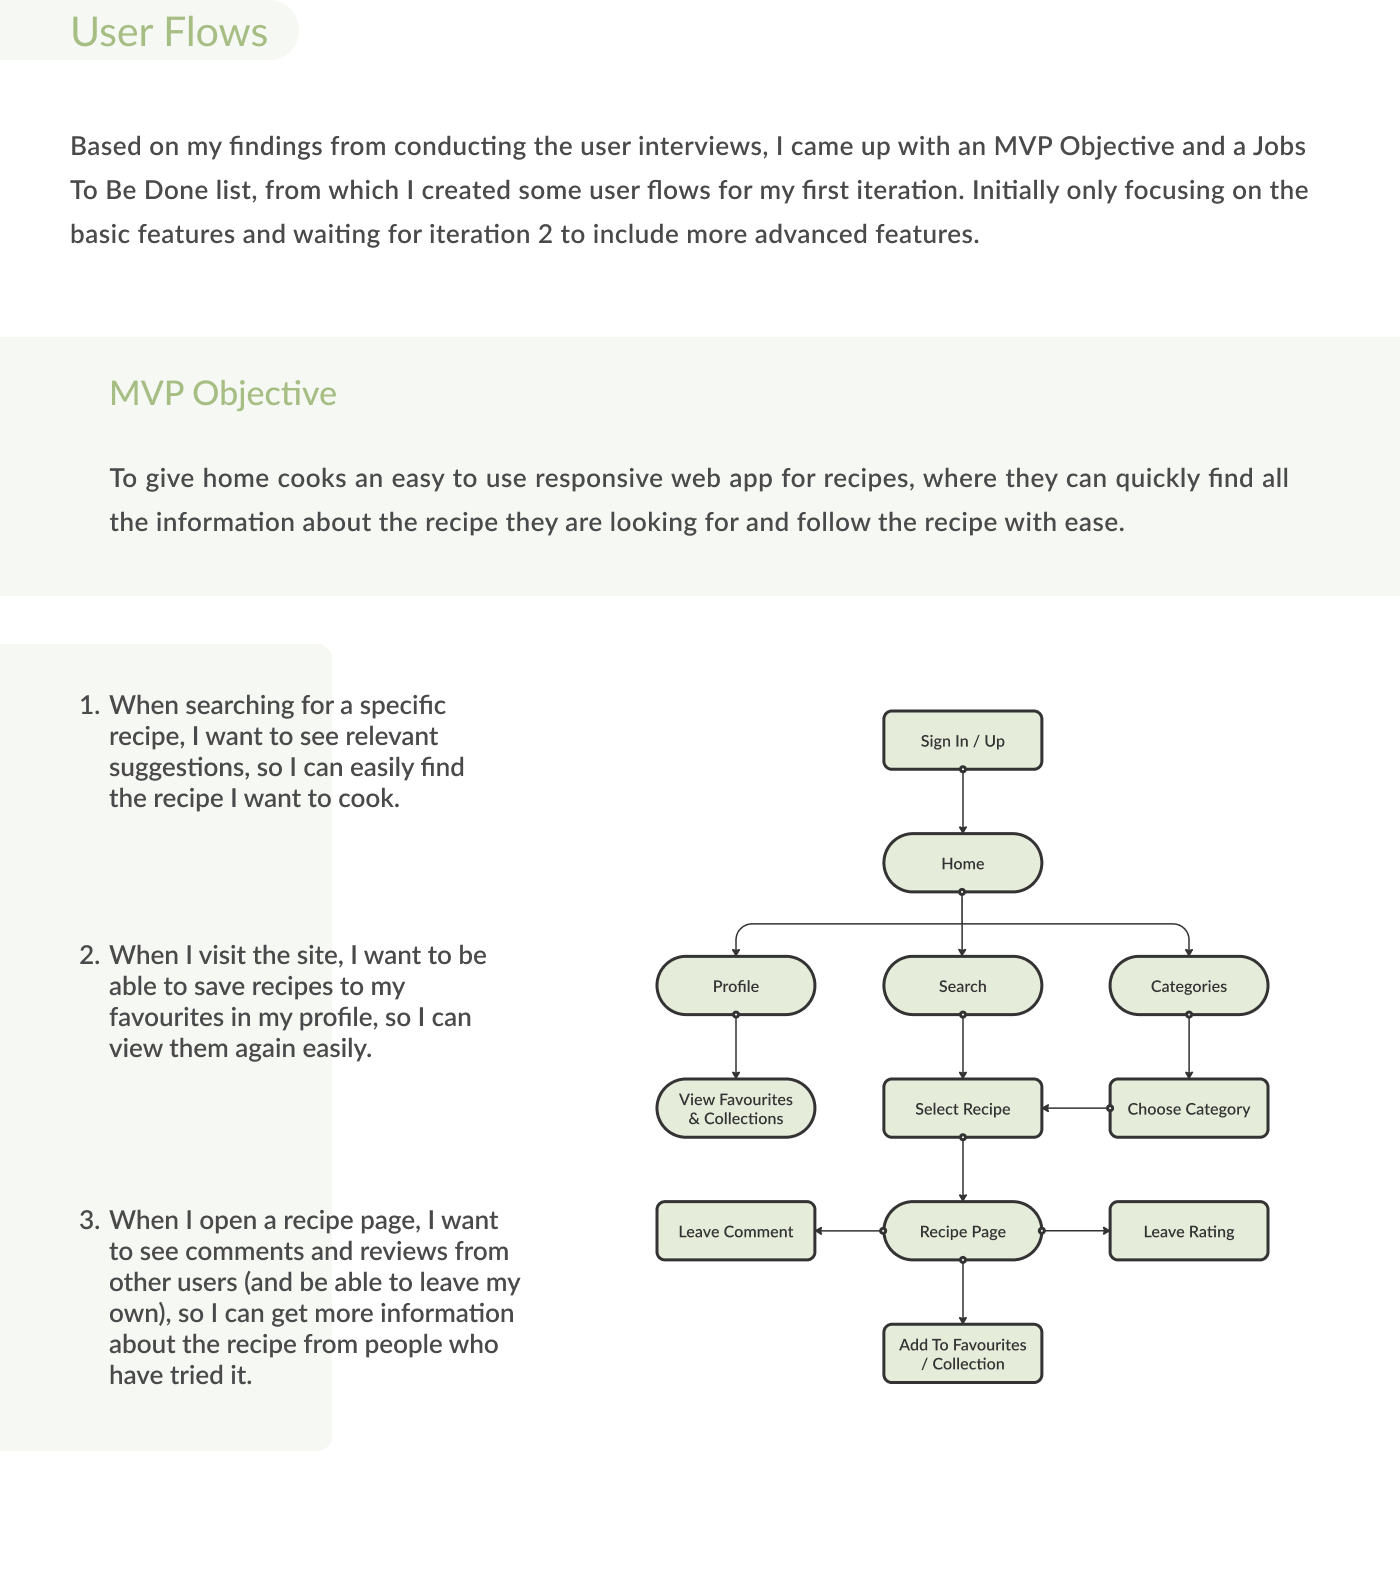 User Flows
Based on my findings from conducting the user interviews, I came up with an MVP Objective and a Jobs
To Be Done list, from which I created some user flows for my first iteration. Initially only focusing on the
basic features and waiting for iteration 2 to include more advanced features.
MVP Objective
To give home cooks an easy to use responsive web app for recipes, where they can quickly find all
the information about the recipe they are looking for and follow the recipe with ease.
1. When searching for a specific
recipe, I want to see relevant
suggestions, so I can easily find
the recipe I want to cook.
2. When I visit the site, I want to be
able to save recipes to my
favourites in my profile, so I can
view them again easily.
3. When I open a recipe page, I want
to see comments and reviews from
other users (and be able to leave my
own), so I can get more information
about the recipe from people who
have tried it.
Sign In / Up
Home
Profile
Search
Categories
View Favourites
& Collections
Select Recipe
Choose Category
Leave Comment
Recipe Page
Leave Rating
Add To Favourites
/ Collection